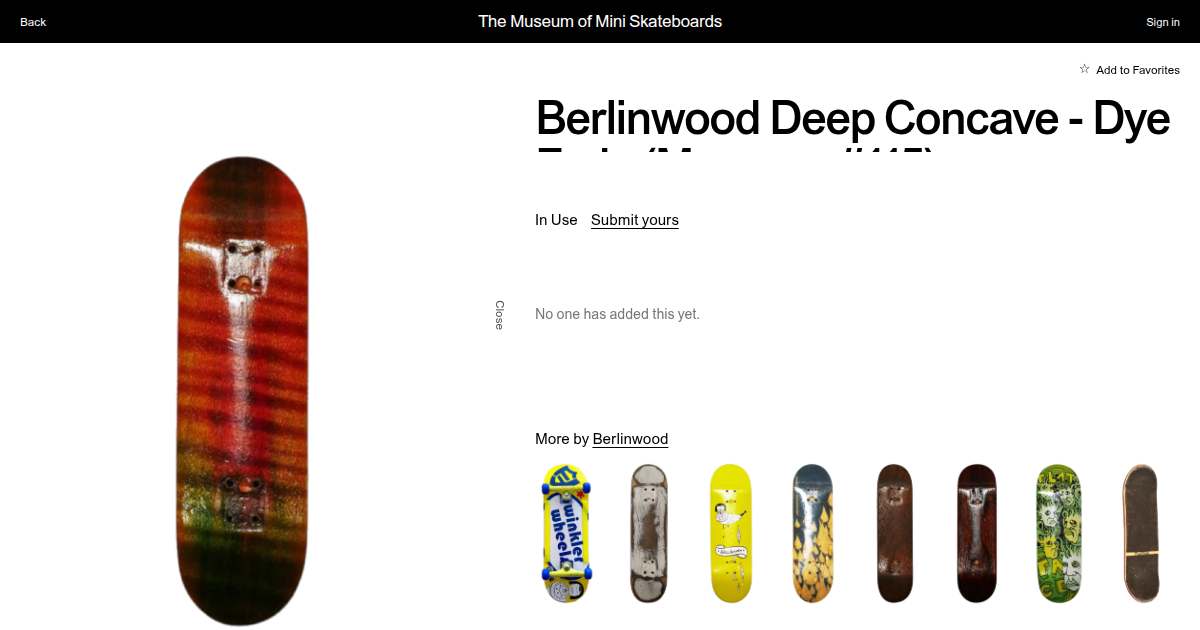 Back
The Museum of Mini Skateboards
Sign in
☆ Add to Favorites
Berlinwood Deep Concave - Dye
In Use Submit yours
Close
No one has added this yet.
More by Berlinwood
winkler
wheels